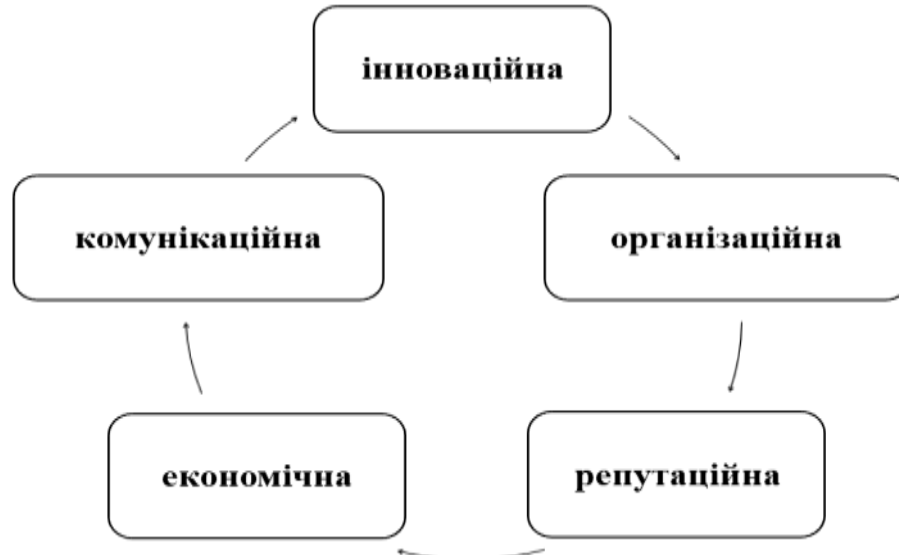 інноваційна
комунікаційна
організаційна
економічна
репутаційна